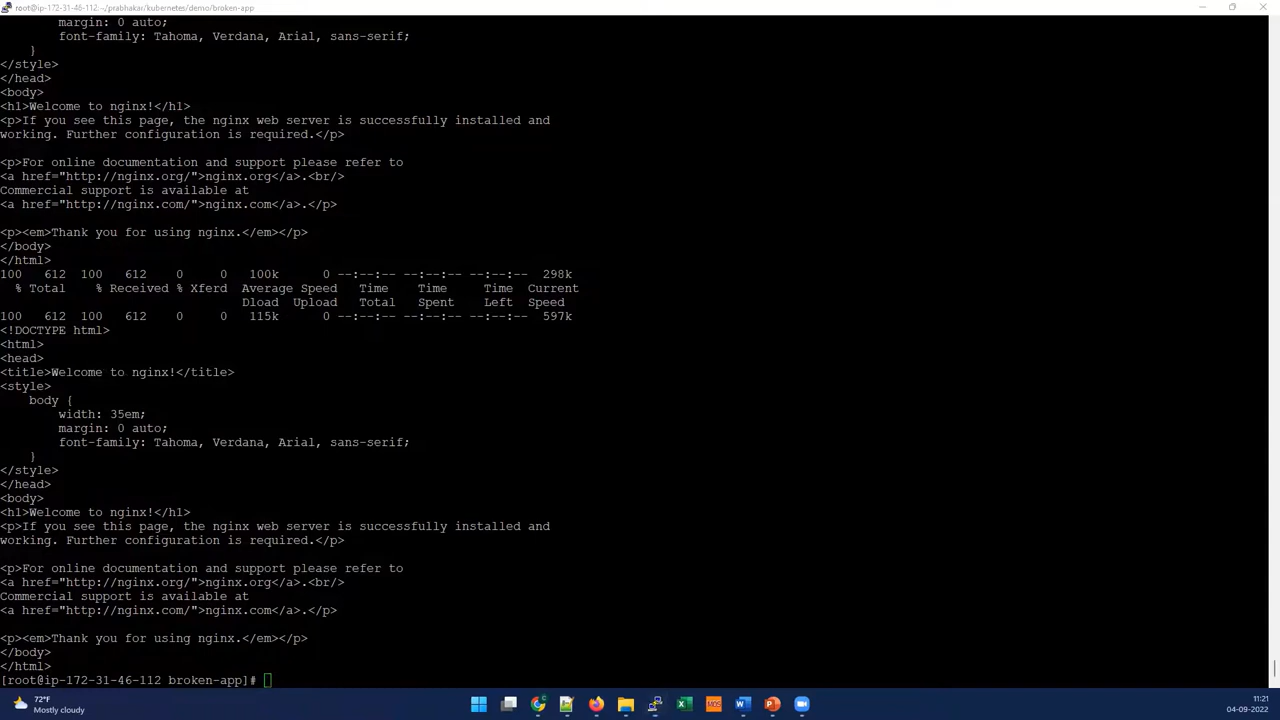 root@ip-172-31-46-112:~/prabhakar/kubernetes/demo/broken-app
        margin: 0 auto;
        font-family: Tahoma, Verdana, Arial, sans-serif;
    }
</style>
</head>
<body>
<h1>Welcome to nginx!</h1>
<p>If you see this page, the nginx web server is successfully installed and
working. Further configuration is required.</p>

<p>For online documentation and support please refer to
<a href="http://nginx.org/">nginx.org</a>.<br/>
Commercial support is available at
<a href="http://nginx.com/">nginx.com</a>.</p>

<p><em>Thank you for using nginx.</em></p>
</body>
</html>
100   612  100   612    0     0   100k      0 --:--:-- --:--:-- --:--:--  298k
  % Total    % Received % Xferd  Average Speed   Time    Time     Time  Current
                                 Dload  Upload   Total   Spent    Left  Speed
100   612  100   612    0     0   115k      0 --:--:-- --:--:-- --:--:--  597k
<!DOCTYPE html>
<html>
<head>
<title>Welcome to nginx!</title>
<style>
    body {
        width: 35em;
        margin: 0 auto;
        font-family: Tahoma, Verdana, Arial, sans-serif;
    }
</style>
</head>
<body>
<h1>Welcome to nginx!</h1>
<p>If you see this page, the nginx web server is successfully installed and
working. Further configuration is required.</p>

<p>For online documentation and support please refer to
<a href="http://nginx.org/">nginx.org</a>.<br/>
Commercial support is available at
<a href="http://nginx.com/">nginx.com</a>.</p>

<p><em>Thank you for using nginx.</em></p>
</body>
</html>
[root@ip-172-31-46-112 broken-app]#
72°F
Mostly cloudy
MOS
11:21
04-09-2022